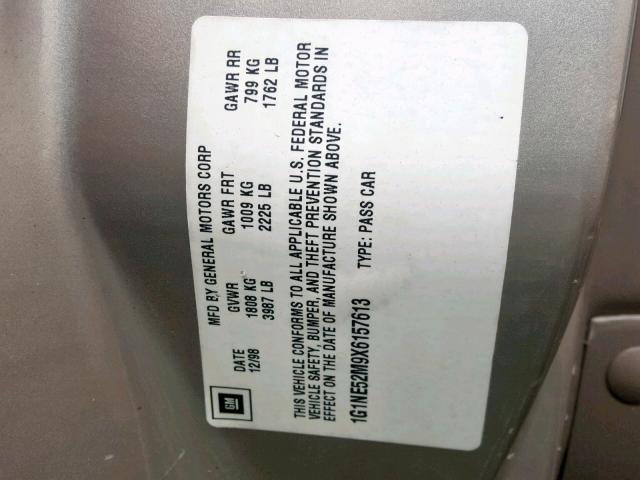 MFD BY GENERAL MOTORS CORP
DATE GVWR GAWR FRT GAWR RR
12/98 1808 KG 1009 KG 799 KG
3987 LB 2225 LB 1762 LB
THIS VEHICLE CONFORMS TO ALL APPLICABLE U.S. FEDERAL MOTOR
VEHICLE SAFETY, BUMPER, AND THEFT PREVENTION STANDARDS IN
EFFECT ON THE DATE OF MANUFACTURE SHOWN ABOVE.
1G1NE52M9X6157613 TYPE: PASS CAR
GM